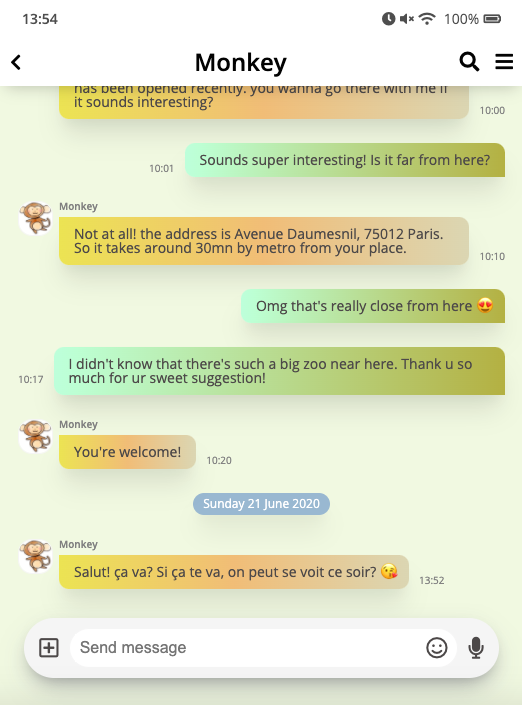 13:54
100%
Monkey
has been opened recently. you wanna go there with me if
it sounds interesting?
10:00
Sounds super interesting! Is it far from here?
10:01
Monkey
Not at all! the address is Avenue Daumesnil, 75012 Paris.
So it takes around 30mn by metro from your place.
10:10
Omg that's really close from here 😍
I didn't know that there's such a big zoo near here. Thank u so
much for ur sweet suggestion!
10:17
Monkey
You're welcome!
10:20
Sunday 21 June 2020
Monkey
Salut! ça va? Si ça te va, on peut se voit ce soir? 😘
13:52
Send message